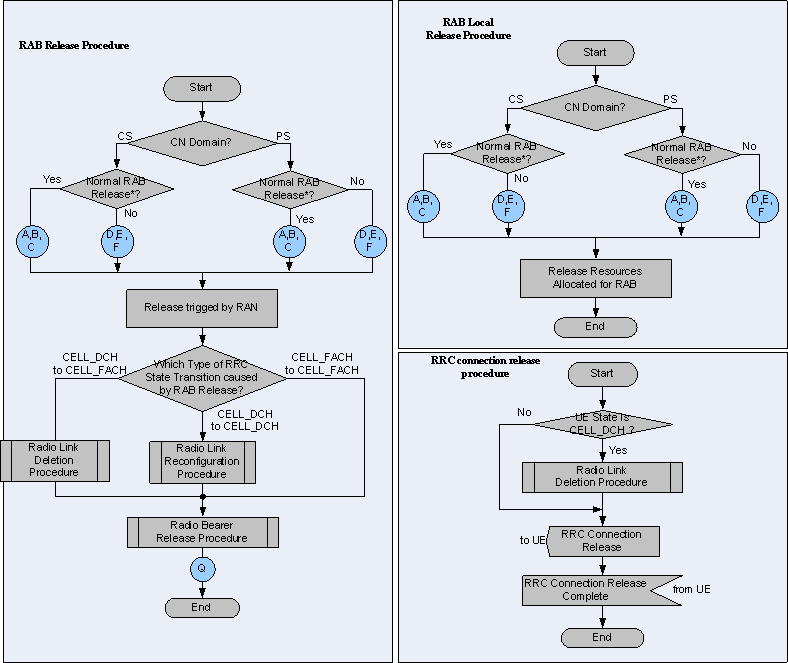 RAB Release Procedure
Start
CN Domain?
CS
PS
Yes
Normal RAB
Release*?
No
Normal RAB
Release*?
No
Yes
A,B,
C
D,E,
F
A,B,
C
D,E,
F
Release trigged by RAN
CELL_DCH
to CELL_FACH
Which Type of RRC
State Transition caused
by RAB Release?
CELL_FACH
to CELL_FACH
CELL_DCH
to CELL_DCH
Radio Link
Deletion
Procedure
Radio Link
Reconfiguration
Procedure
Radio Bearer
Release Procedure
Q
End
RAB Local
Release Procedure
Start
CN Domain?
CS
PS
Yes
Normal RAB
Release*?
No
Normal RAB
Release*?
No
Yes
A,B,
C
D,E,
F
A,B,
C
D,E,
F
Release Resources
Allocated for RAB
End
RRC connection release
procedure
Start
No
UE State is
CELL_DCH ?
Yes
Radio Link
Deletion Procedure
to UE
RRC Connection
Release
RRC Connection Release
Complete
from UE
End